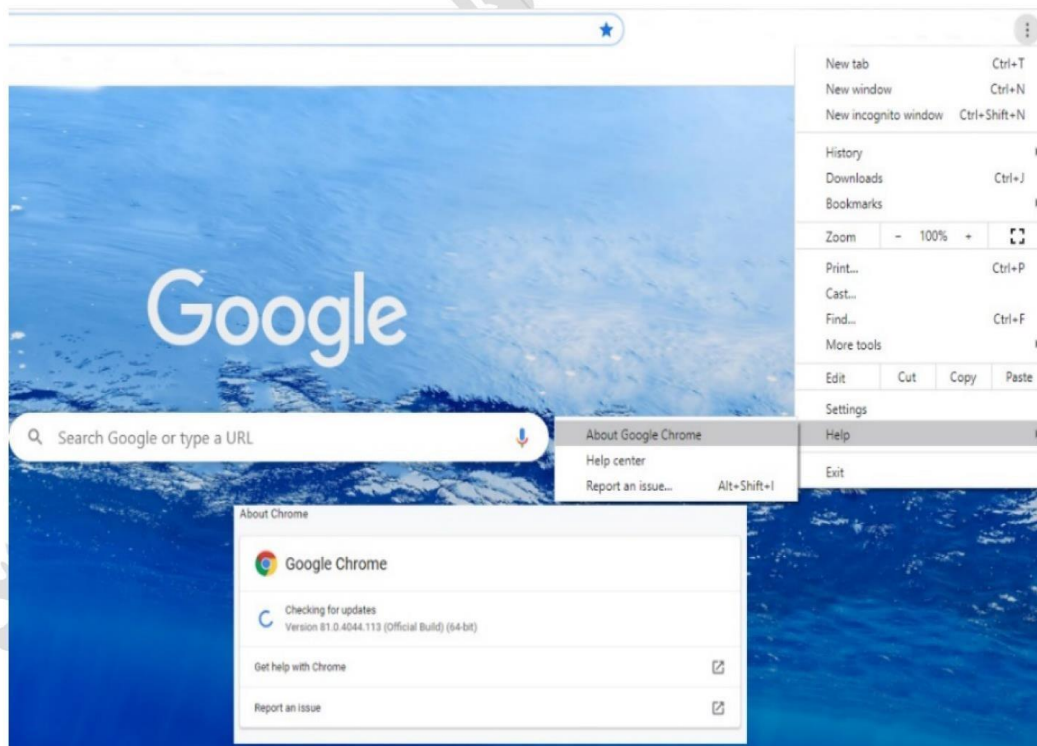 New tab Ctrl+T
New window Ctrl+N
New incognito window Ctrl+Shift+N
History
Downloads Ctrl+J
Bookmarks
Zoom - 100% +
Print... Ctrl+P
Cast...
Find... Ctrl+F
More tools
Edit Cut Copy Paste
Settings
Help
Exit
About Google Chrome
Help center
Report an issue... Alt+Shift+I
Google
Search Google or type a URL
About Chrome
Google Chrome
Checking for updates
Version 81.0.4044.113 (Official Build) (64-bit)
Get help with Chrome
Report an issue